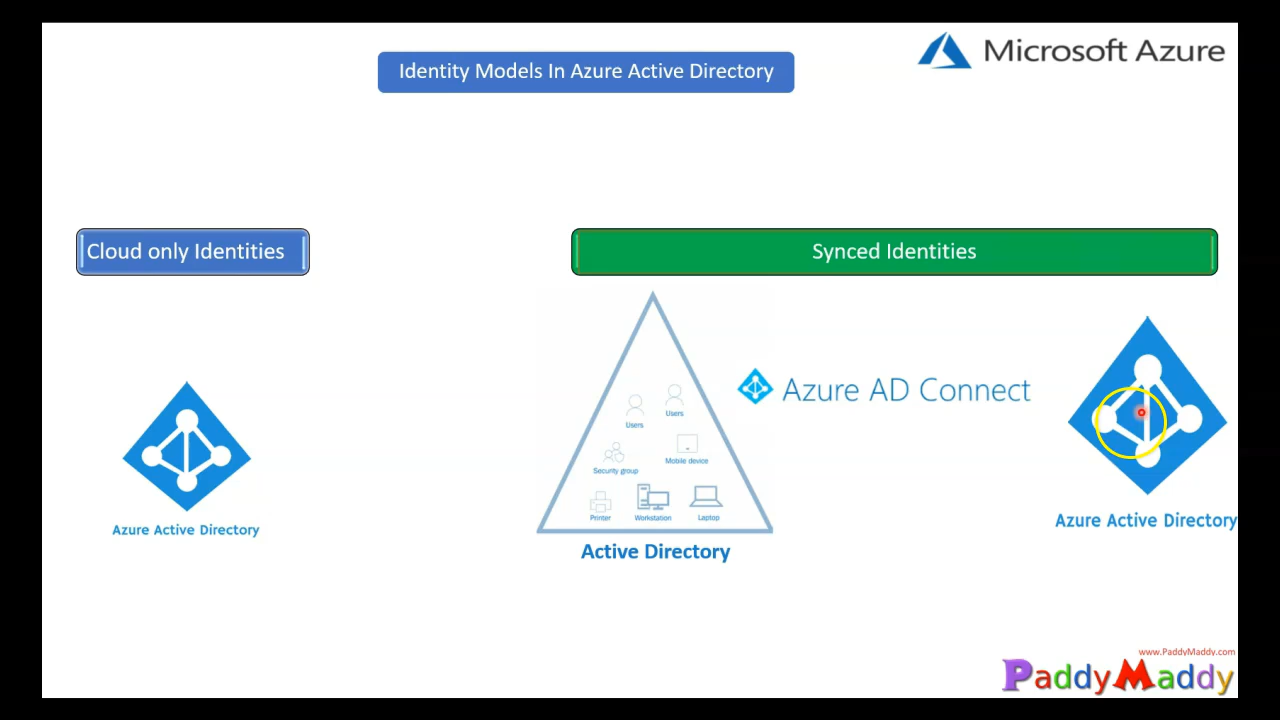 Identity Models In Azure Active Directory
Microsoft Azure
Cloud only Identities
Synced Identities
Users
Users
Security group
Mobile device
Printer
Workstation
Laptop
Azure AD Connect
Azure Active Directory
Active Directory
Azure Active Directory
www.PaddyMaddy.com
PaddyMaddy